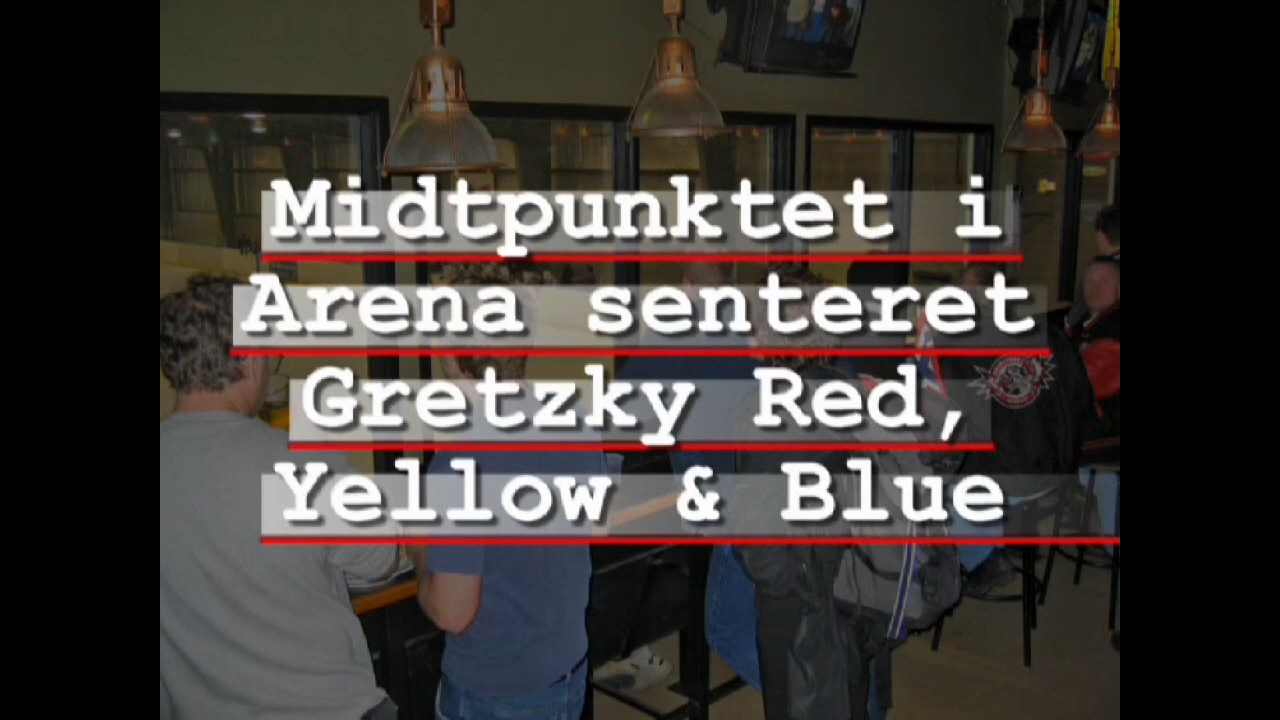 Midtpunktet i
Arena senteret
Gretzky Red,
Yellow & Blue